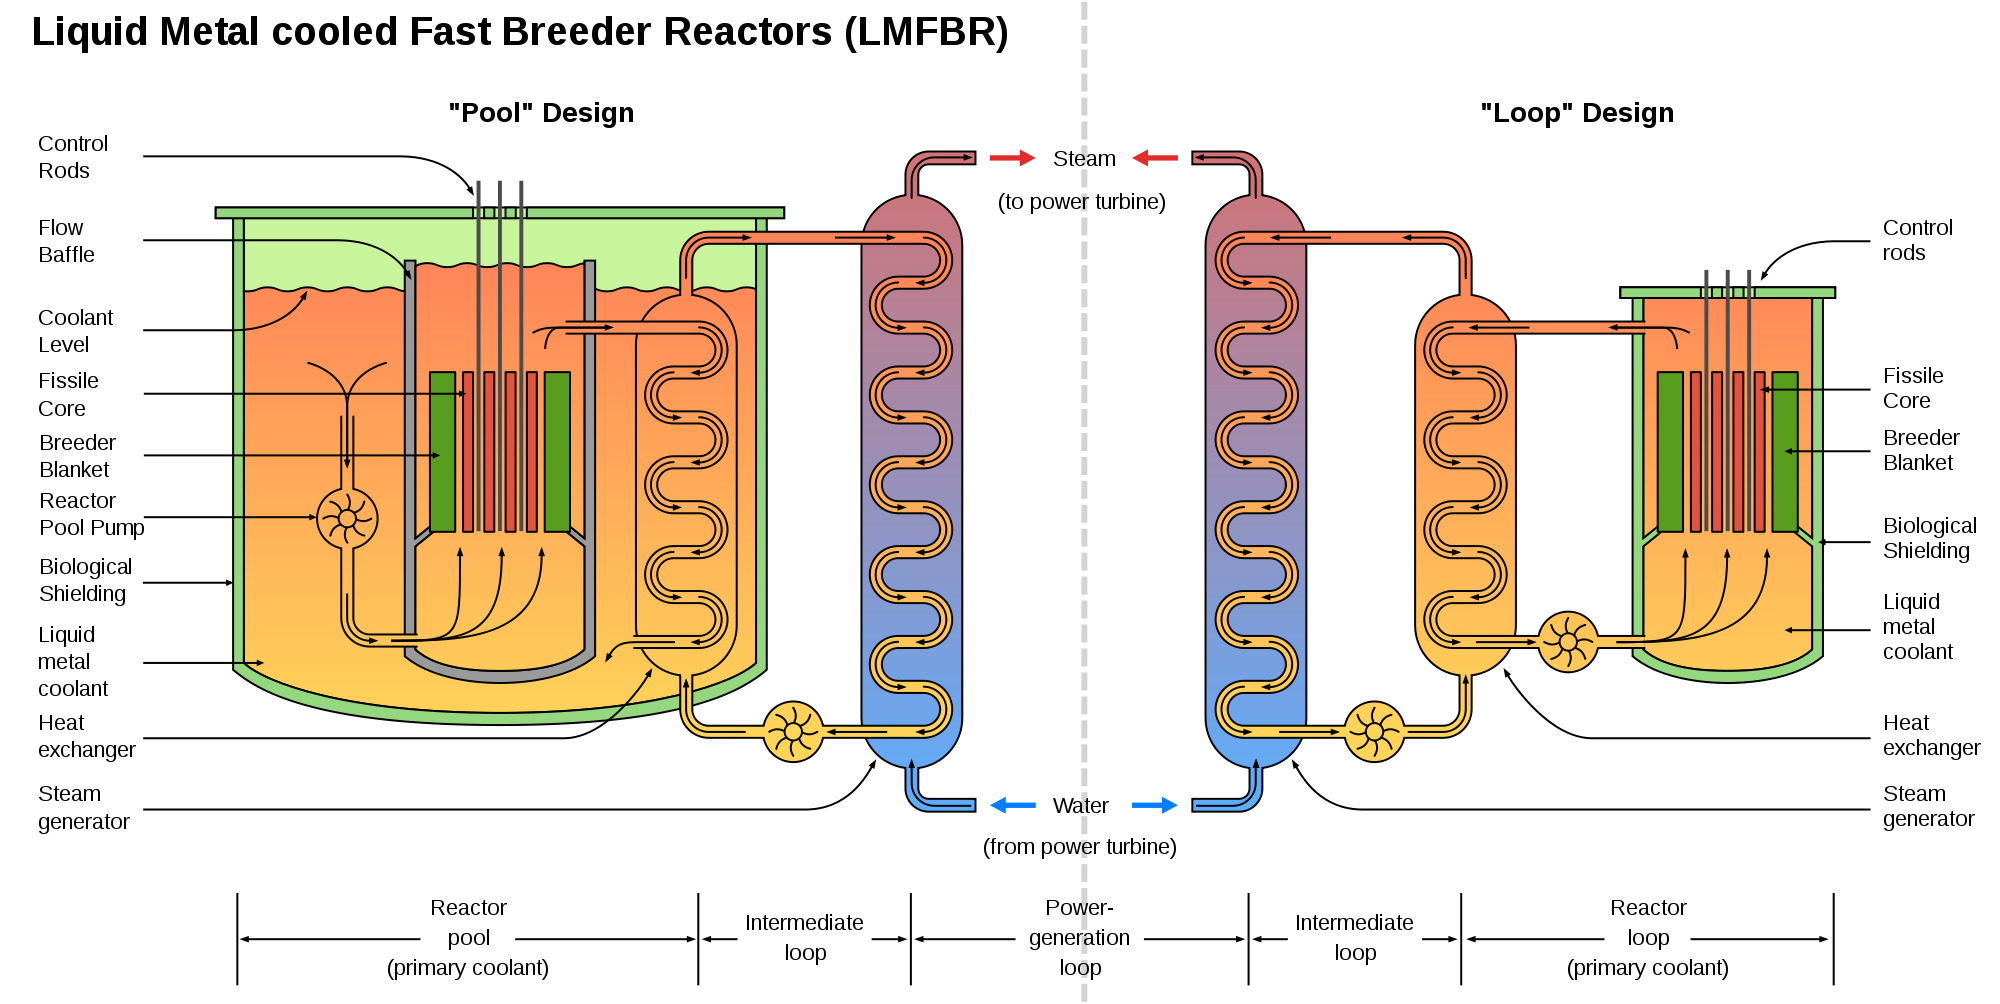 Liquid Metal cooled Fast Breeder Reactors (LMFBR)
"Pool" Design
"Loop" Design
Control
Rods
Flow
Baffle
Coolant
Level
Fissile
Core
Breeder
Blanket
Reactor
Pool Pump
Biological
Shielding
Liquid
metal
coolant
Heat
exchanger
Steam
generator
Steam
(to power turbine)
Water
(from power turbine)
Control
rods
Fissile
Core
Breeder
Blanket
Biological
Shielding
Liquid
metal
coolant
Heat
exchanger
Steam
generator
Reactor
pool
(primary coolant)
Intermediate
loop
Power-
generation
loop
Intermediate
loop
Reactor
loop
(primary coolant)